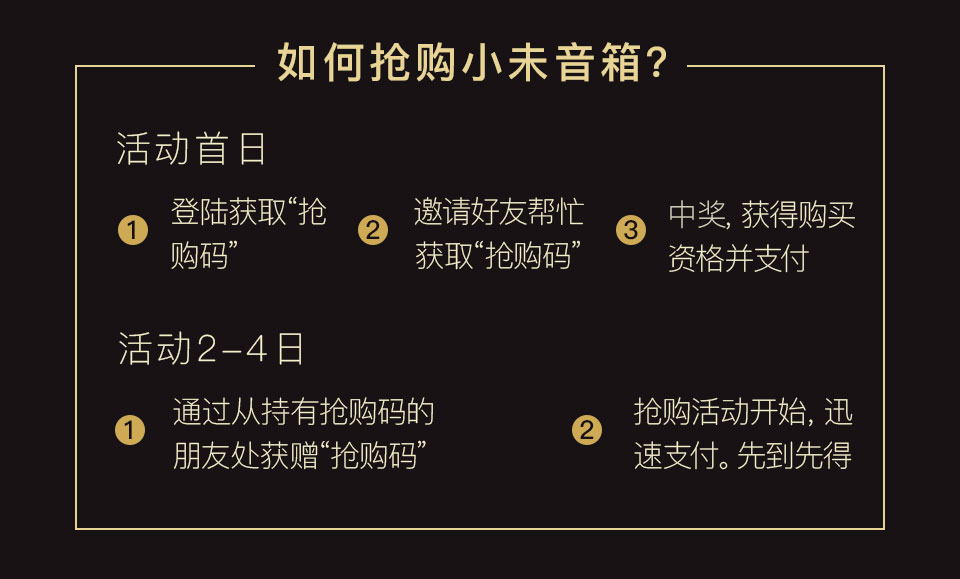 如何抢购小未音箱?
活动首日
1 登陆获取“抢
购码”
2 邀请好友帮忙
获取“抢购码”
3 中奖, 获得购买
资格并支付
活动2-4日
1 通过从持有抢购码的
朋友处获赠“抢购码”
2 抢购活动开始, 迅
速支付。先到先得